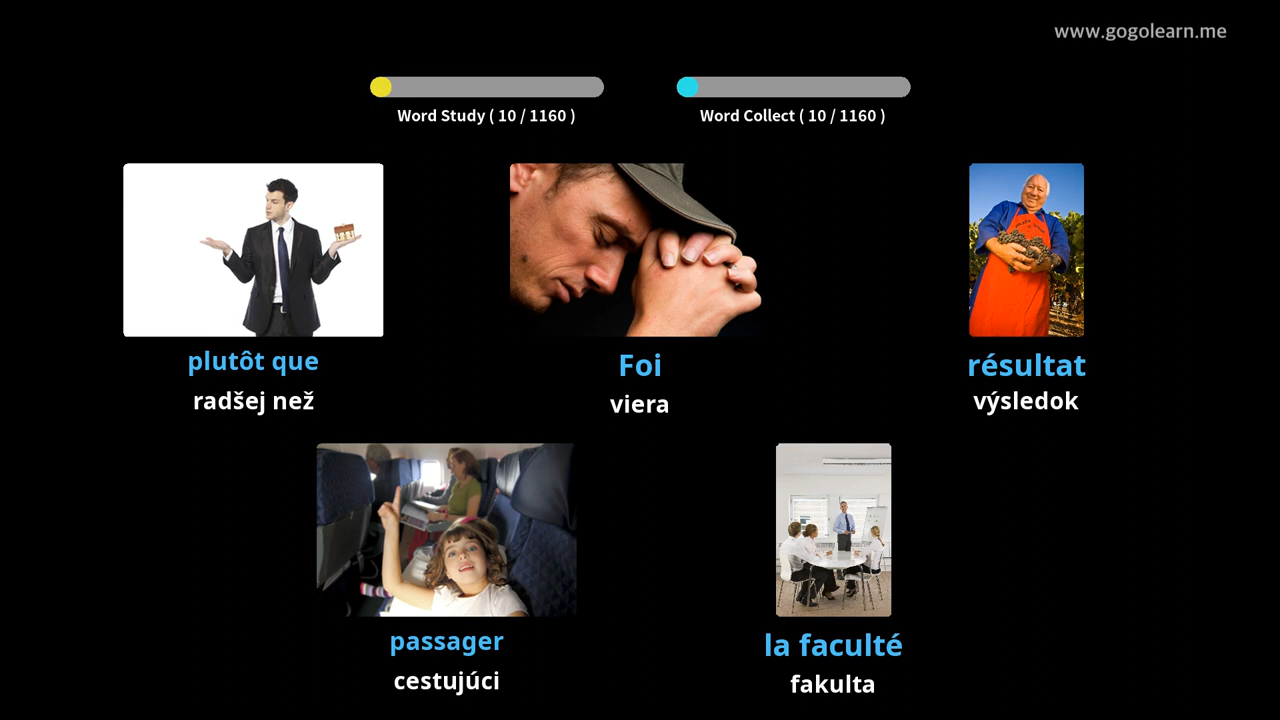 www.gogolearn.me
Word Study ( 10 / 1160 )
Word Collect ( 10 / 1160 )
plutôt que
radšej než
Foi
viera
résultat
výsledok
passager
cestujúci
la faculté
fakulta